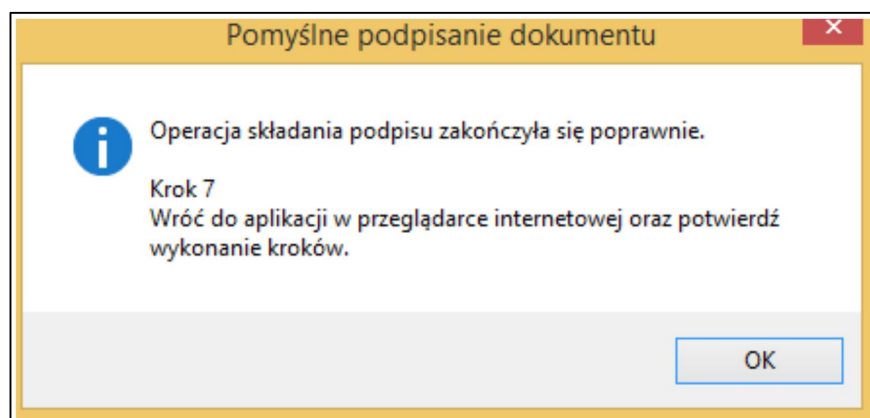 Pomyślne podpisanie dokumentu
Operacja składania podpisu zakończyła się poprawnie.
Krok 7
Wróć do aplikacji w przeglądarce internetowej oraz potwierdź
wykonanie kroków.
OK